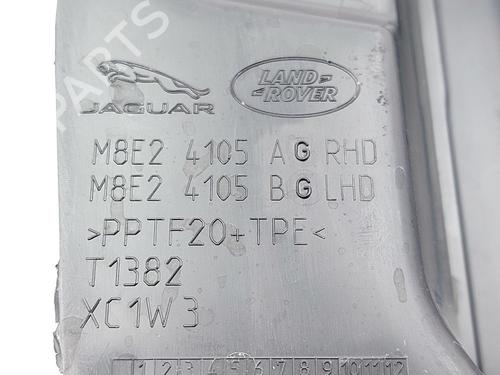 PARTS
JAGUAR
LAND
ROVER
M8E2 4105 AG RHD
M8E2 4105 BG LHD
>PPTF20+TPE<
T1382
XC1W3
1 2 3 4 5 6 7 8 9 10 11 12